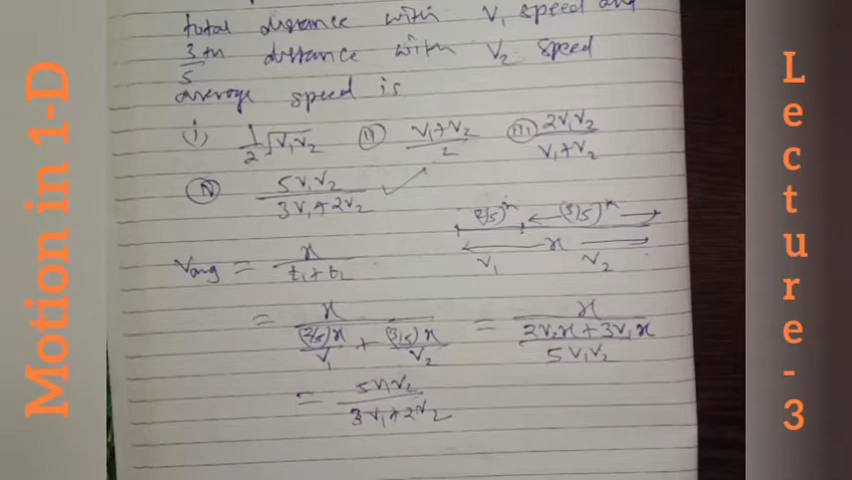 Motion in 1-D
total distance with V₁ speed and
3/5 th distance with V₂ speed
average speed is
(i) 1/2 √V₁V₂ (ii) (V₁+V₂)/2 (iii) 2V₁V₂/(V₁+V₂)
(iv) 5V₁V₂/(3V₁+2V₂) ✓
(2/5)x (3/5)x
x
V₁ V₂
Vavg = x/(t₁+t₂)
= x/((2/5)x/V₁ + (3/5)x/V₂) = x/((2V₂x+3V₁x)/5V₁V₂)
= 5V₁V₂/(3V₁+2V₂)
Lecture-3